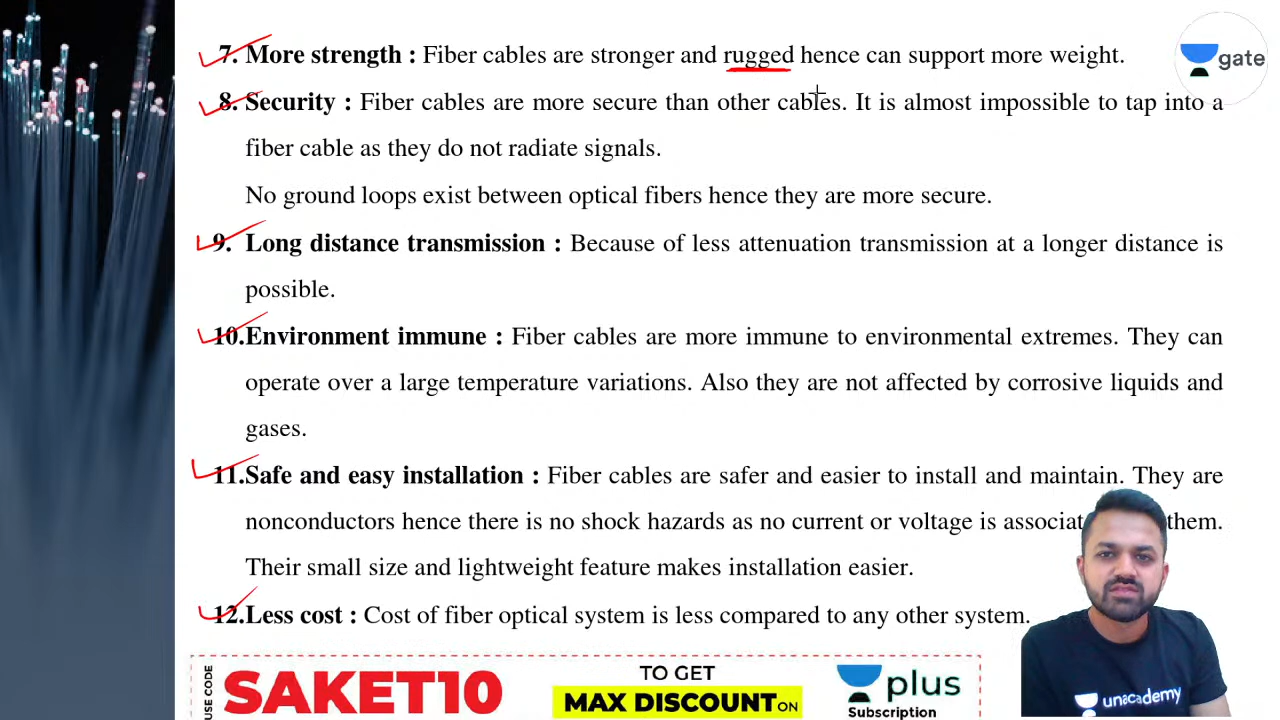 7. More strength : Fiber cables are stronger and rugged hence can support more weight.
gate
8. Security : Fiber cables are more secure than other cables. It is almost impossible to tap into a
fiber cable as they do not radiate signals.
No ground loops exist between optical fibers hence they are more secure.
9. Long distance transmission : Because of less attenuation transmission at a longer distance is
possible.
10. Environment immune : Fiber cables are more immune to environmental extremes. They can
operate over a large temperature variations. Also they are not affected by corrosive liquids and
gases.
11. Safe and easy installation : Fiber cables are safer and easier to install and maintain. They are
nonconductors hence there is no shock hazards as no current or voltage is associat them.
Their small size and lightweight feature makes installation easier.
12. Less cost : Cost of fiber optical system is less compared to any other system.
USE CODE
SAKET10
TO GET
MAX DISCOUNT ON
plus
Subscription
unacademy